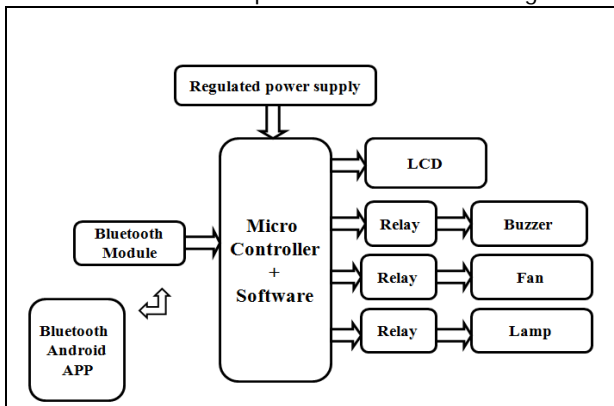 Regulated power supply
LCD
Micro
Controller
+
Software
Bluetooth
Module
Relay
Buzzer
Relay
Fan
Relay
Lamp
Bluetooth
Android
APP